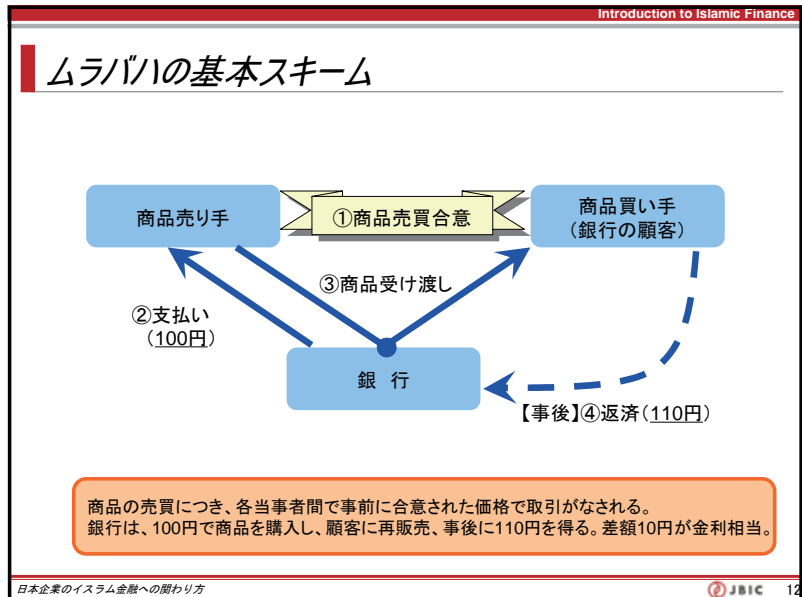 Introduction to Islamic Finance
ムラバハの基本スキーム
商品売り手
①商品売買合意
商品買い手
（銀行の顧客）
③商品受け渡し
②支払い
（100円）
銀 行
【事後】④返済（110円）
商品の売買につき、各当事者間で事前に合意された価格で取引がなされる。
銀行は、100円で商品を購入し、顧客に再販売、事後に110円を得る。差額10円が金利相当。
日本企業のイスラム金融への関わり方
JBIC
12